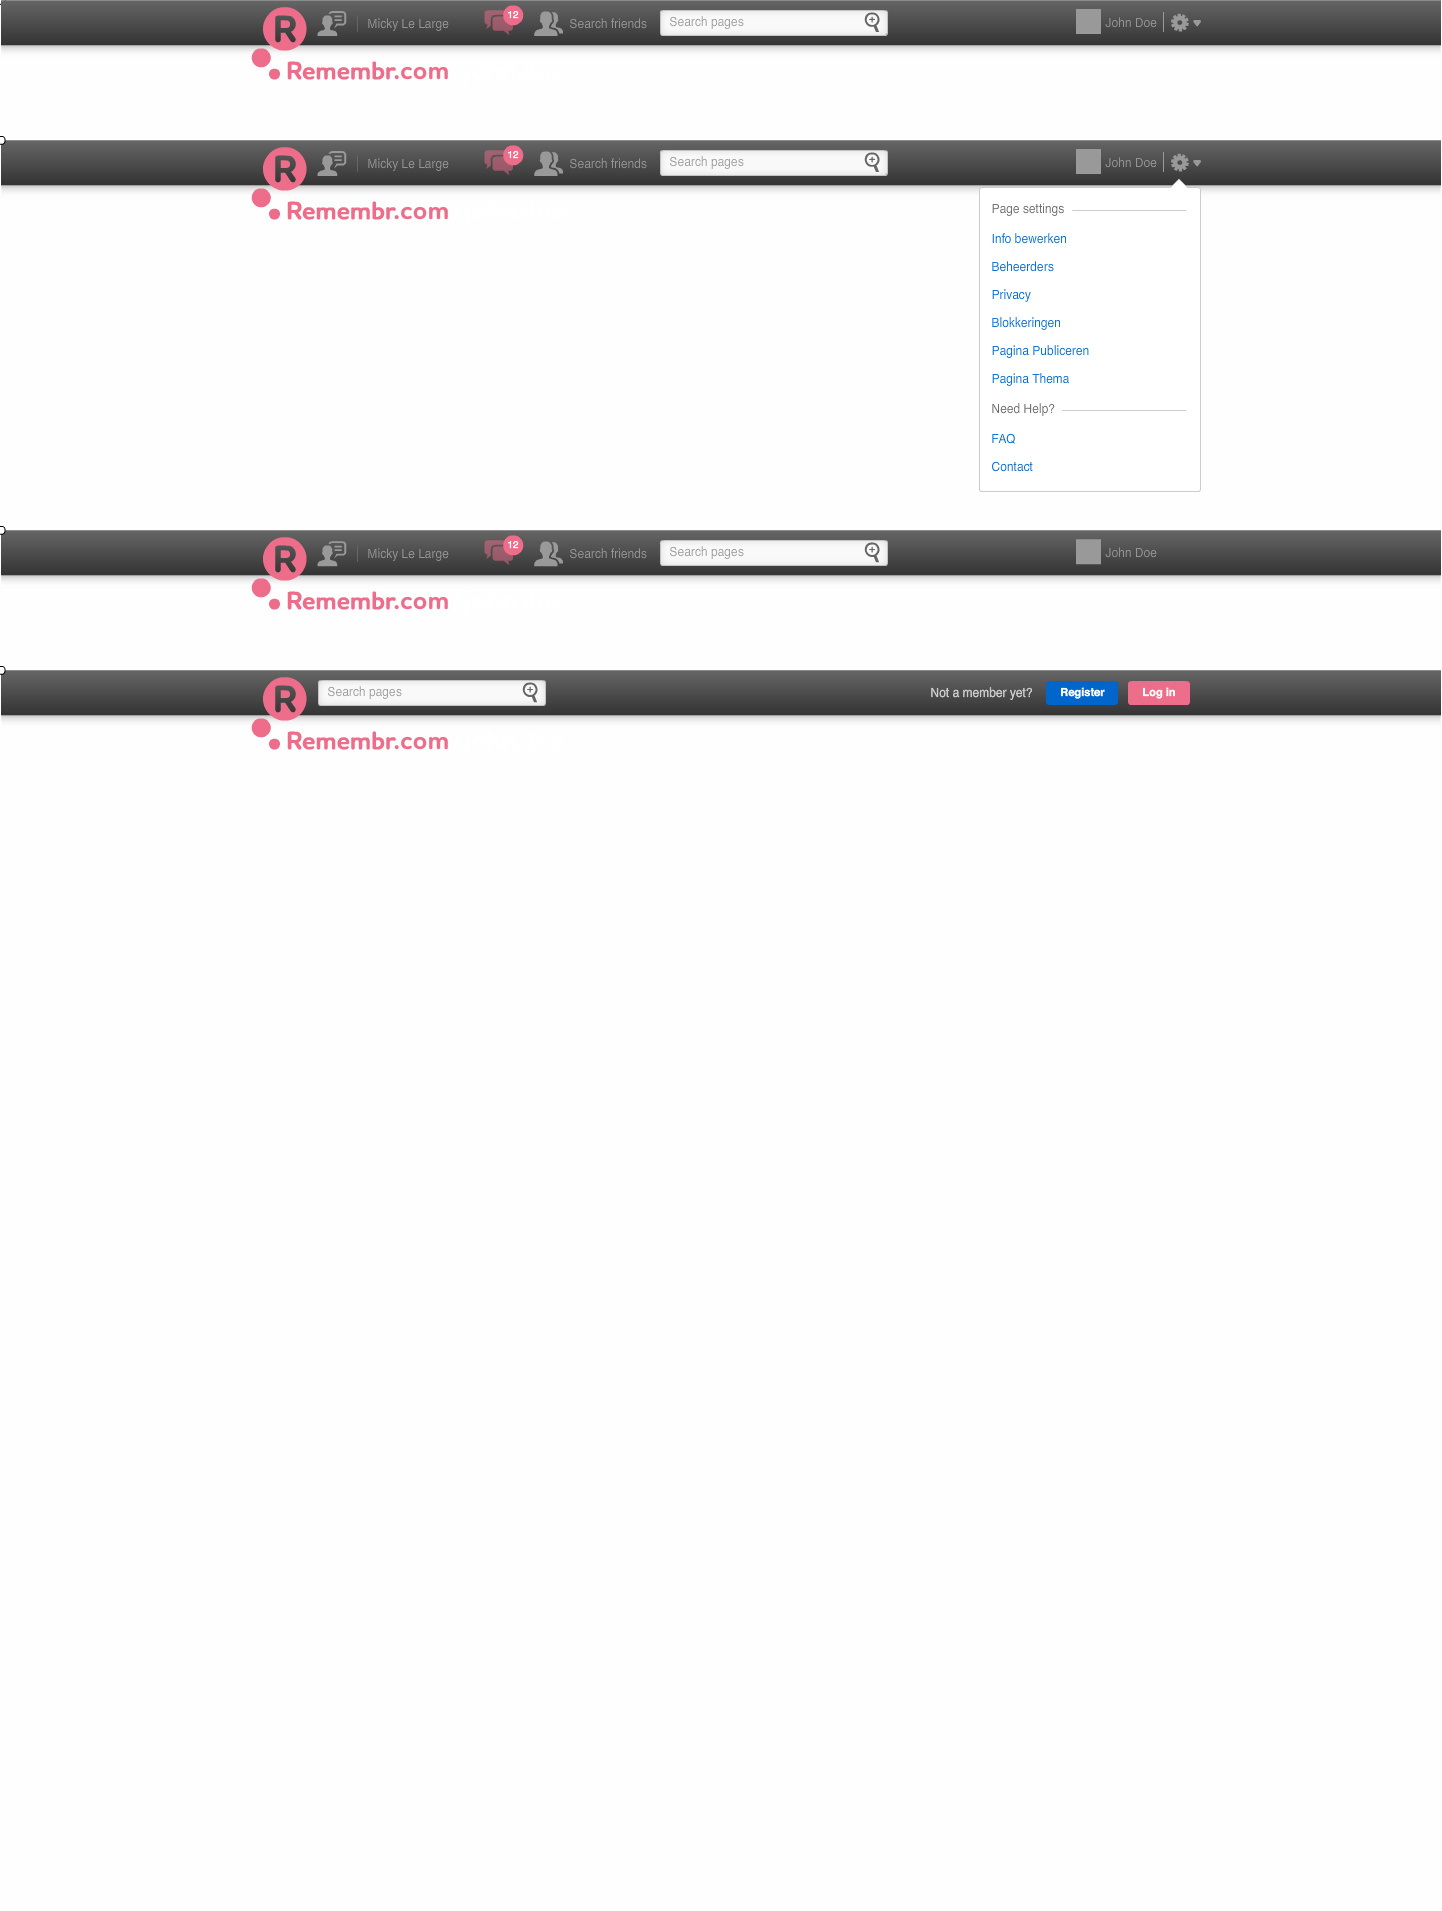 R Micky Le Large 12 Search friends Search pages John Doe
Remembr.com
R Micky Le Large 12 Search friends Search pages John Doe
Remembr.com
Page settings
Info bewerken
Beheerders
Privacy
Blokkeringen
Pagina Publiceren
Pagina Thema
Need Help?
FAQ
Contact
R Micky Le Large 12 Search friends Search pages John Doe
Remembr.com
R Search pages Not a member yet? Register Log in
Remembr.com